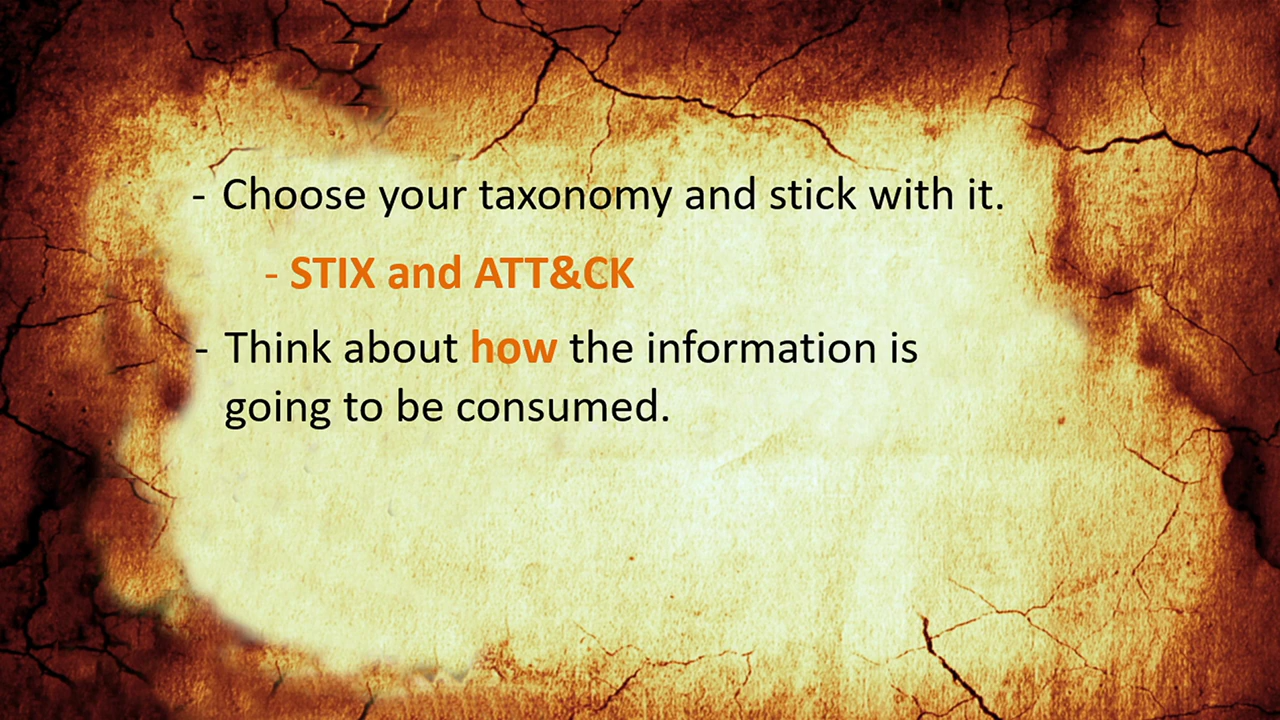 - Choose your taxonomy and stick with it.
- STIX and ATT&CK
- Think about how the information is
going to be consumed.